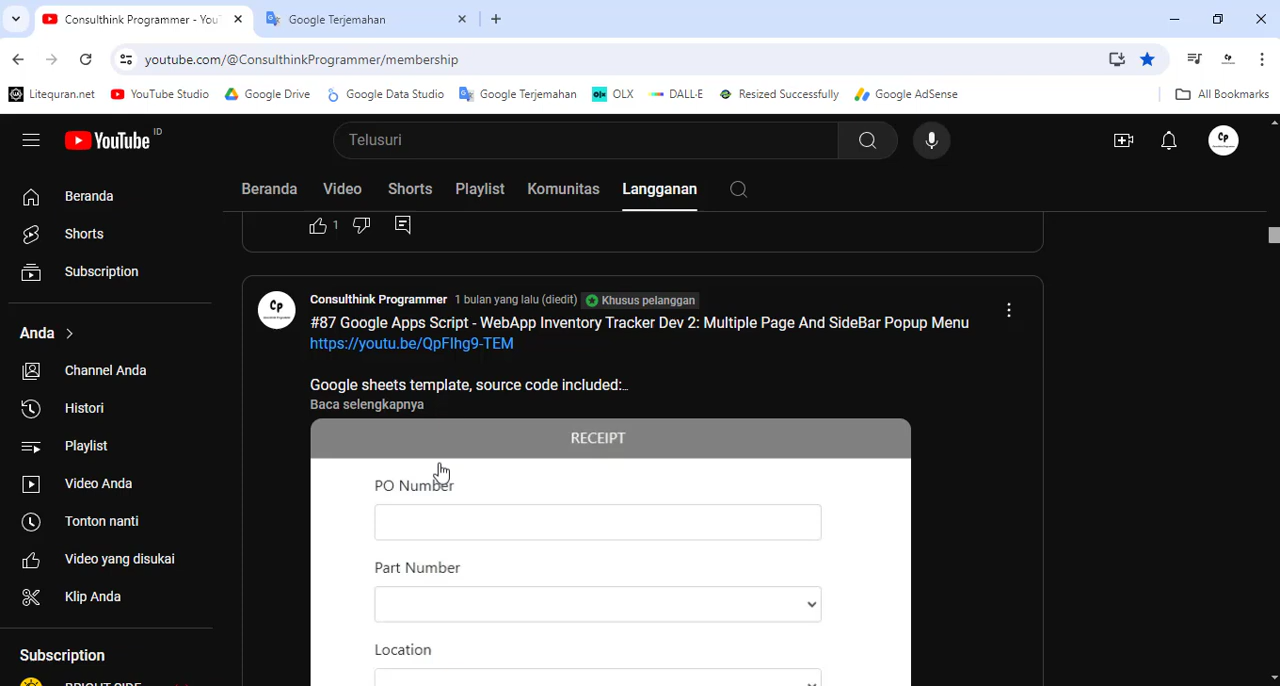 Consulthink Programmer - You
Google Terjemahan
youtube.com/@ConsulthinkProgrammer/membership
Litequran.net
YouTube Studio
Google Drive
Google Data Studio
Google Terjemahan
OLX
DALL-E
Resized Successfully
Google AdSense
All Bookmarks
YouTube ID
Telusuri
Cp
Beranda
Shorts
Subscription
Anda
Channel Anda
Histori
Playlist
Video Anda
Tonton nanti
Video yang disukai
Klip Anda
Subscription
Beranda Video Shorts Playlist Komunitas Langganan
1
Cp
Consulthink Programmer 1 bulan yang lalu (diedit) Khusus pelanggan
#87 Google Apps Script - WebApp Inventory Tracker Dev 2: Multiple Page And SideBar Popup Menu
https://youtu.be/QpFlhg9-TEM
Google sheets template, source code included:...
Baca selengkapnya
RECEIPT
PO Number
Part Number
Location